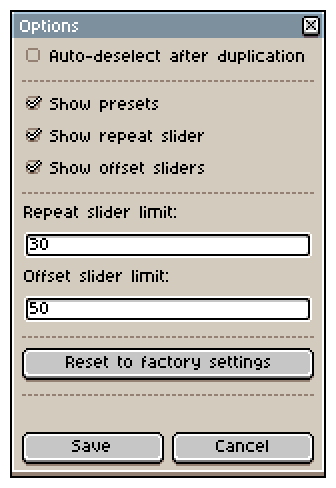 Options
Auto-deselect after duplication
Show presets
Show repeat slider
Show offset sliders
Repeat slider limit:
30
Offset slider limit:
50
Reset to factory settings
Save
Cancel